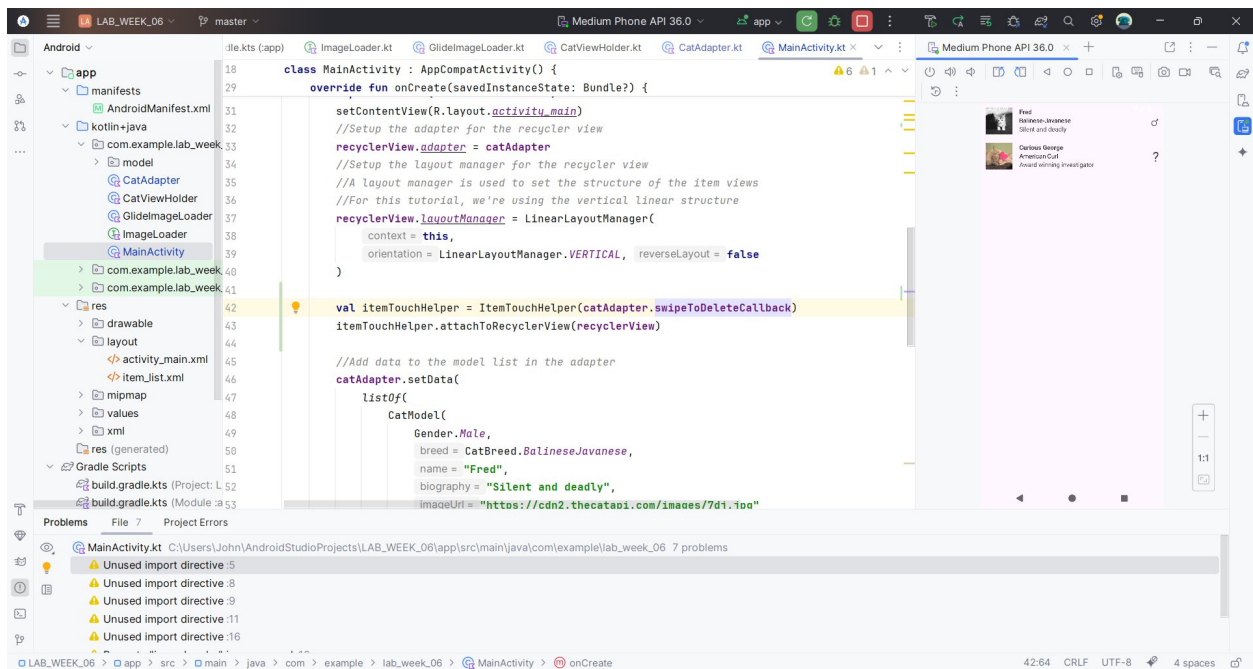 LA LAB_WEEK_06 master Medium Phone API 36.0 app
Android
dle.kts (:app) ImageLoader.kt GlideImageLoader.kt CatViewHolder.kt CatAdapter.kt MainActivity.kt
Medium Phone API 36.0
app
manifests
AndroidManifest.xml
kotlin+java
com.example.lab_week
model
CatAdapter
CatViewHolder
GlideImageLoader
ImageLoader
MainActivity
com.example.lab_week
com.example.lab_week
res
drawable
layout
activity_main.xml
item_list.xml
mipmap
values
xml
res (generated)
Gradle Scripts
build.gradle.kts (Project: L
build.gradle.kts (Module :a
6 1
18 class MainActivity : AppCompatActivity() {
29 override fun onCreate(savedInstanceState: Bundle?) {
31 setContentView(R.layout.activity_main)
32 //Setup the adapter for the recycler view
33 recyclerView.adapter = catAdapter
34 //Setup the layout manager for the recycler view
35 //A layout manager is used to set the structure of the item views
36 //For this tutorial, we're using the vertical linear structure
37 recyclerView.layoutManager = LinearLayoutManager(
38 context = this,
39 orientation = LinearLayoutManager.VERTICAL, reverseLayout = false
40 )
41
42 val itemTouchHelper = ItemTouchHelper(catAdapter.swipeToDeleteCallback)
43 itemTouchHelper.attachToRecyclerView(recyclerView)
44
45 //Add data to the model list in the adapter
46 catAdapter.setData(
47 listOf(
48 CatModel(
49 Gender.Male,
50 breed = CatBreed.BalineseJavanese,
51 name = "Fred",
52 biography = "Silent and deadly",
53 imageUrl = "https://cdn2.thecatapi.com/images/7dj.jpg"
Fred
Balinese-Javanese
Silent and deadly
♂
Curious George
American Curl
Award winning investigator
?
1:1
Problems File 7 Project Errors
MainActivity.kt C:\Users\John\AndroidStudioProjects\LAB_WEEK_06\app\src\main\java\com\example\lab_week_06 7 problems
Unused import directive :5
Unused import directive :8
Unused import directive :9
Unused import directive :11
Unused import directive :16
LAB_WEEK_06 > app > src > main > java > com > example > lab_week_06 > MainActivity > onCreate
42:64 CRLF UTF-8 4 spaces